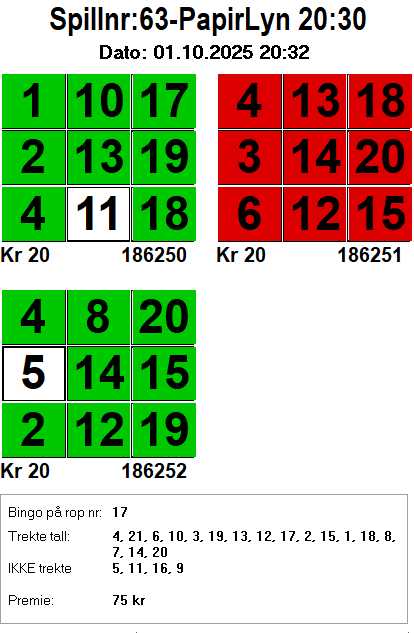 Spillnr:63-PapirLyn 20:30
Dato: 01.10.2025 20:32
1 10 17
2 13 19
4 11 18
Kr 20 186250
4 13 18
3 14 20
6 12 15
Kr 20 186251
4 8 20
5 14 15
2 12 19
Kr 20 186252
Bingo på rop nr: 17
Trekte tall: 4, 21, 6, 10, 3, 19, 13, 12, 17, 2, 15, 1, 18, 8,
7, 14, 20
IKKE trekte 5, 11, 16, 9
Premie: 75 kr